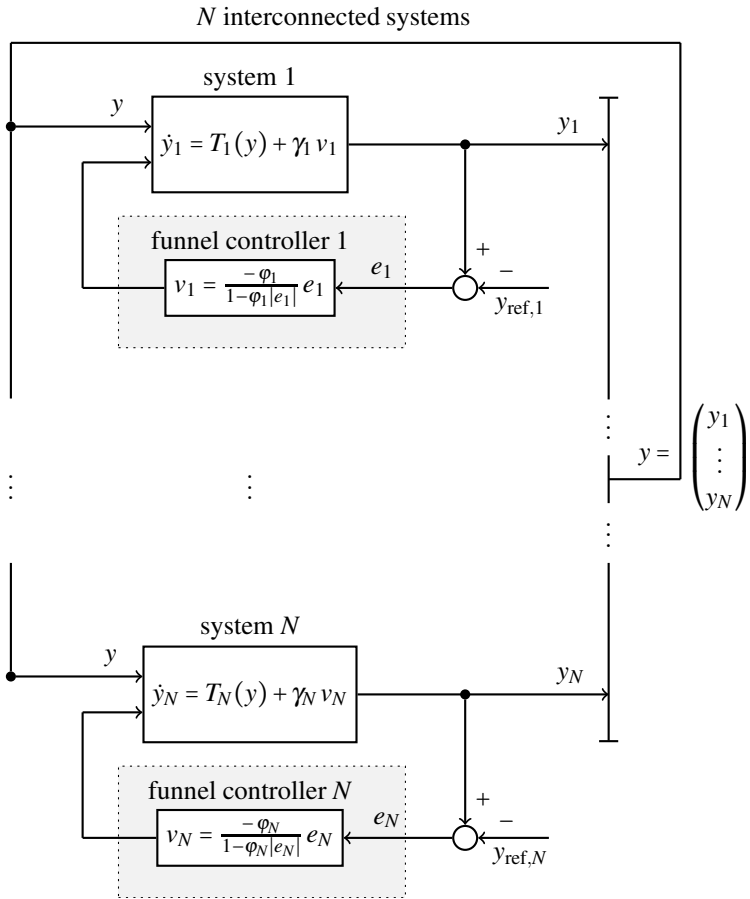 N interconnected systems
system 1
y
ẏ₁ = T₁(y) + γ₁ v₁
y₁
funnel controller 1
v₁ = −φ₁ / 1−φ₁|e₁| e₁
e₁
+
−
y_ref,1
⋮
⋮
⋮
y = (y₁ ⋮ y_N)
⋮
system N
y
ẏ_N = T_N(y) + γ_N v_N
y_N
funnel controller N
v_N = −φ_N / 1−φ_N|e_N| e_N
e_N
+
−
y_ref,N